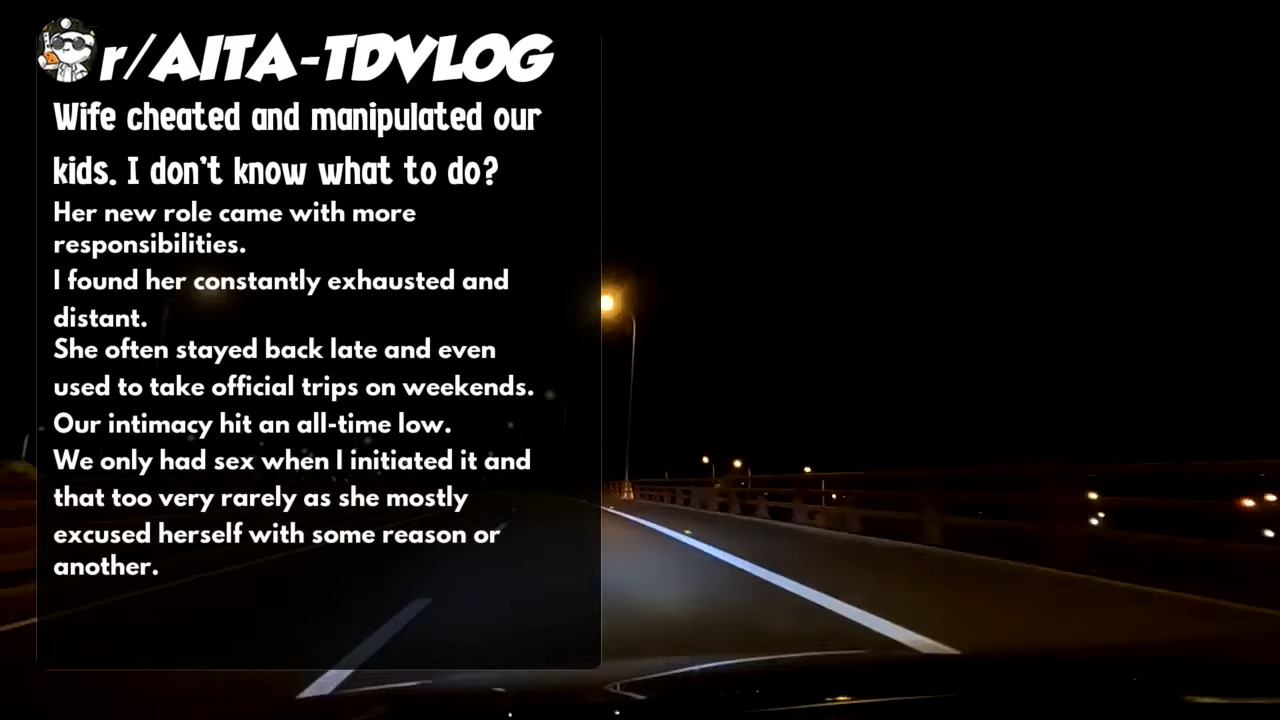 r/AITA-TDVLOG
Wife cheated and manipulated our
kids. I don't know what to do?
Her new role came with more
responsibilities.
I found her constantly exhausted and
distant.
She often stayed back late and even
used to take official trips on weekends.
Our intimacy hit an all-time low.
We only had sex when I initiated it and
that too very rarely as she mostly
excused herself with some reason or
another.